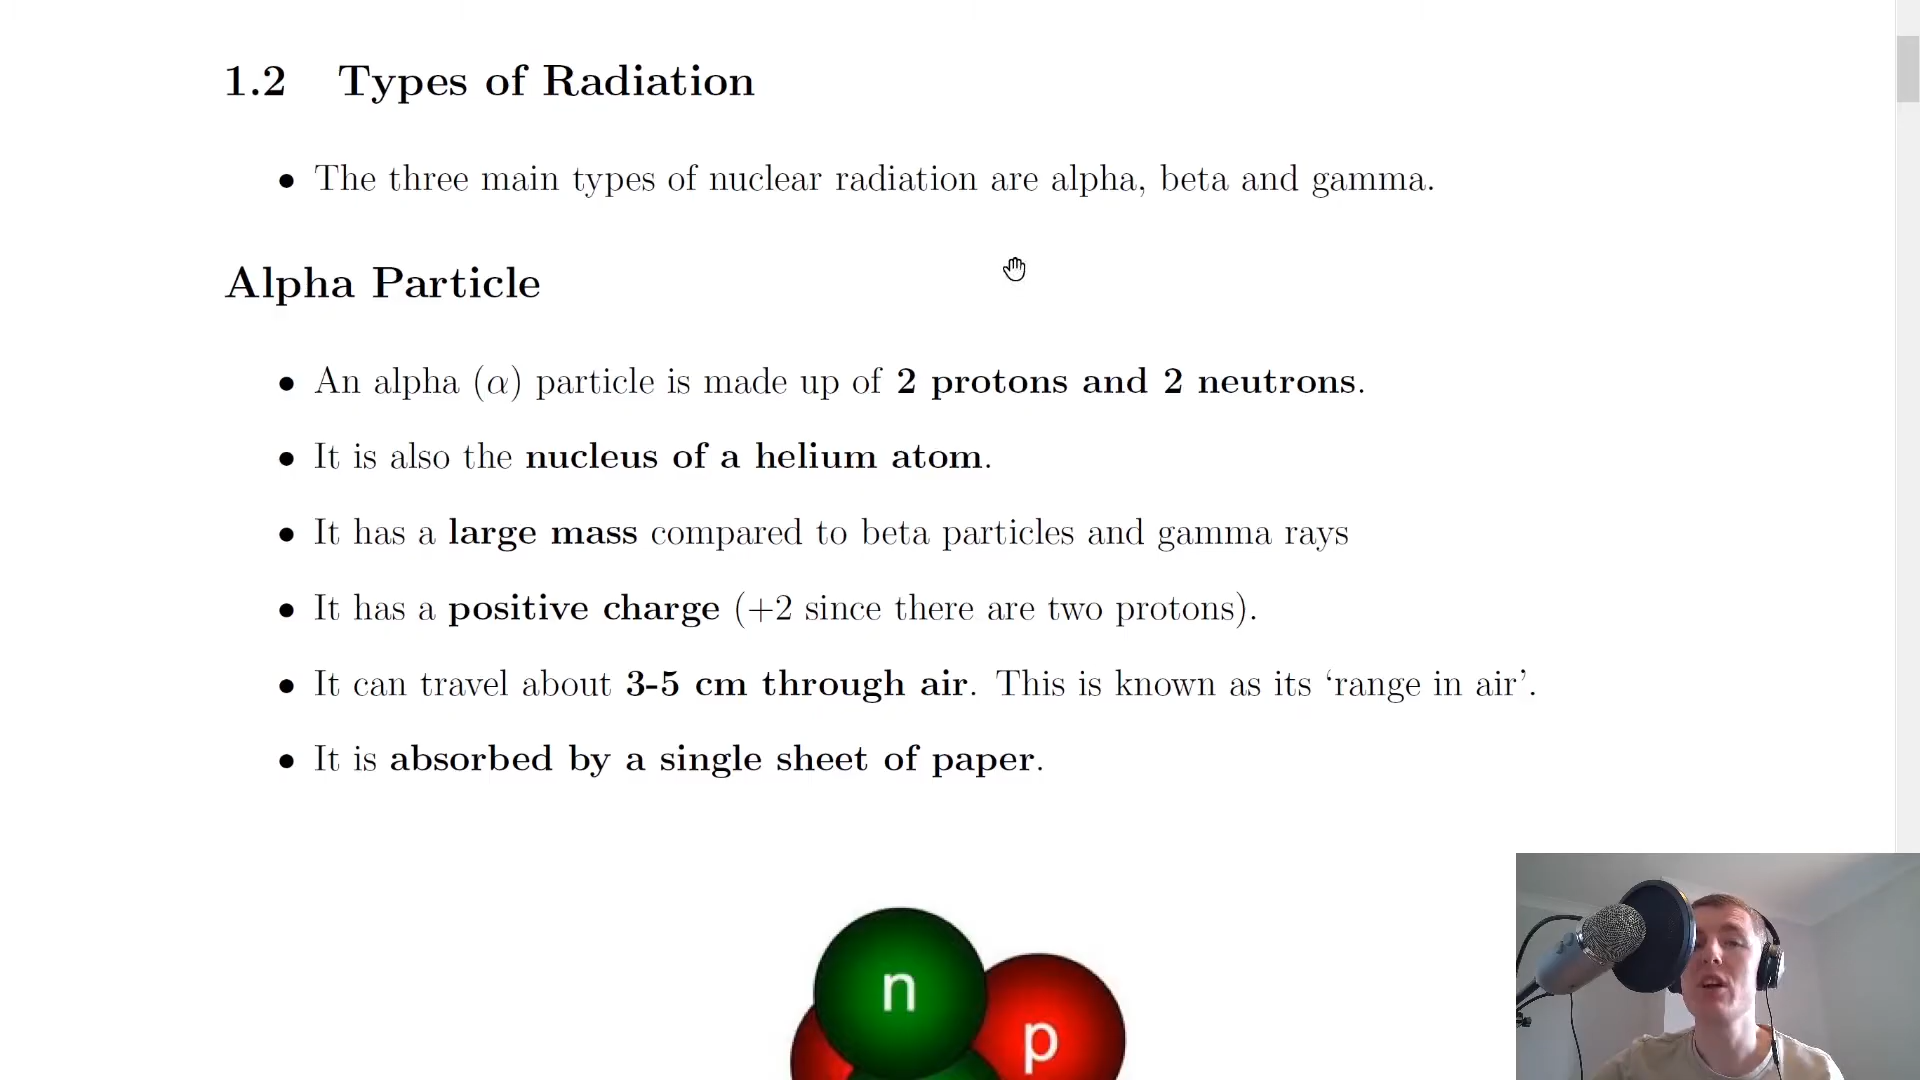 1.2 Types of Radiation
• The three main types of nuclear radiation are alpha, beta and gamma.
Alpha Particle
• An alpha (α) particle is made up of 2 protons and 2 neutrons.
• It is also the nucleus of a helium atom.
• It has a large mass compared to beta particles and gamma rays
• It has a positive charge (+2 since there are two protons).
• It can travel about 3-5 cm through air. This is known as its ‘range in air’.
• It is absorbed by a single sheet of paper.
n
p